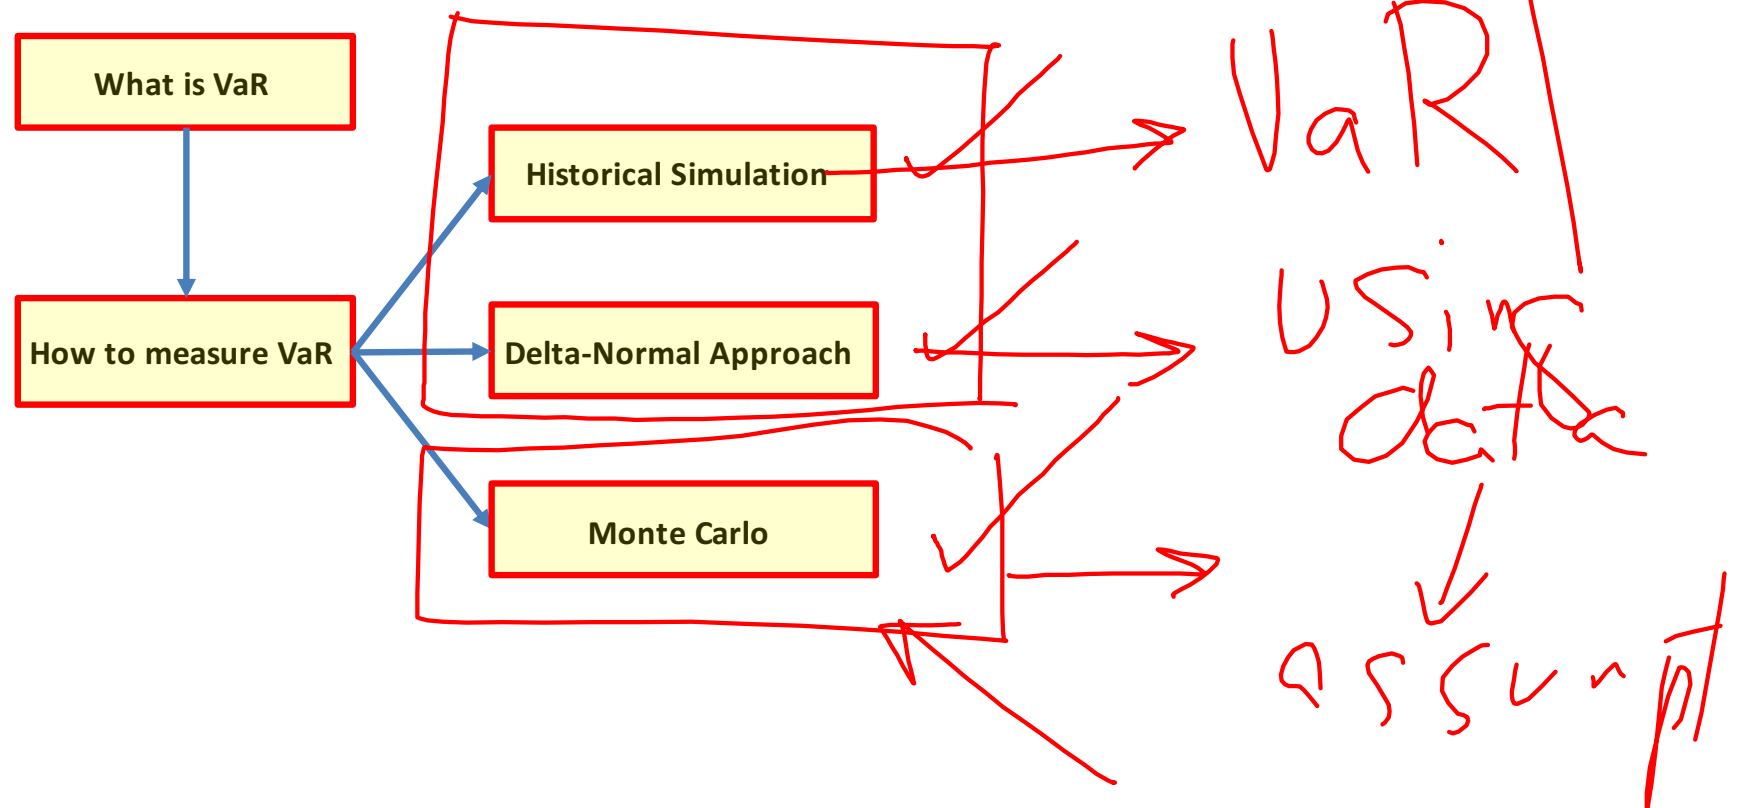 What is VaR
How to measure VaR
Historical Simulation
Delta-Normal Approach
Monte Carlo
VaR
using
data
assumpt